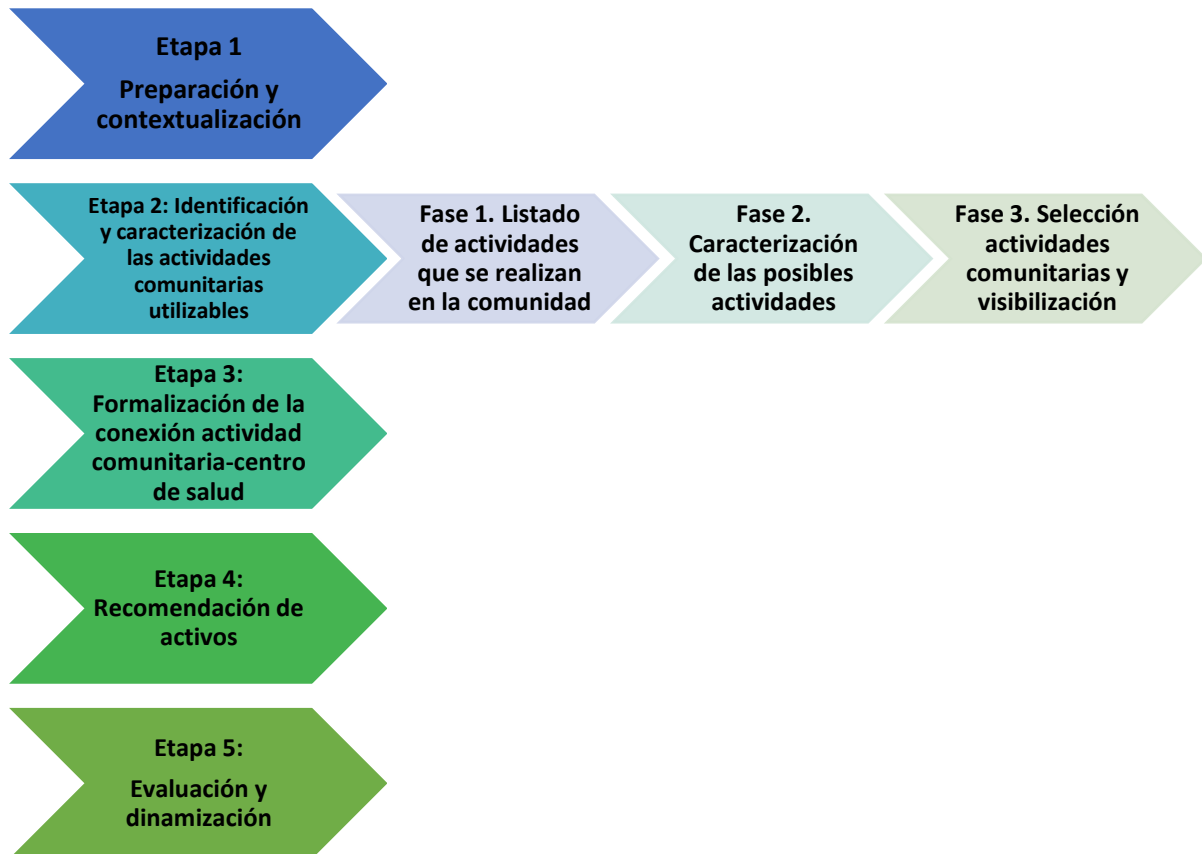 Etapa 1
Preparación y
contextualización
Etapa 2: Identificación
y caracterización de
las actividades
comunitarias
utilizables
Fase 1. Listado
de actividades
que se realizan
en la comunidad
Fase 2.
Caracterización
de las posibles
actividades
Fase 3. Selección
actividades
comunitarias y
visibilización
Etapa 3:
Formalización de la
conexión actividad
comunitaria-centro
de salud
Etapa 4:
Recomendación de
activos
Etapa 5:
Evaluación y
dinamización